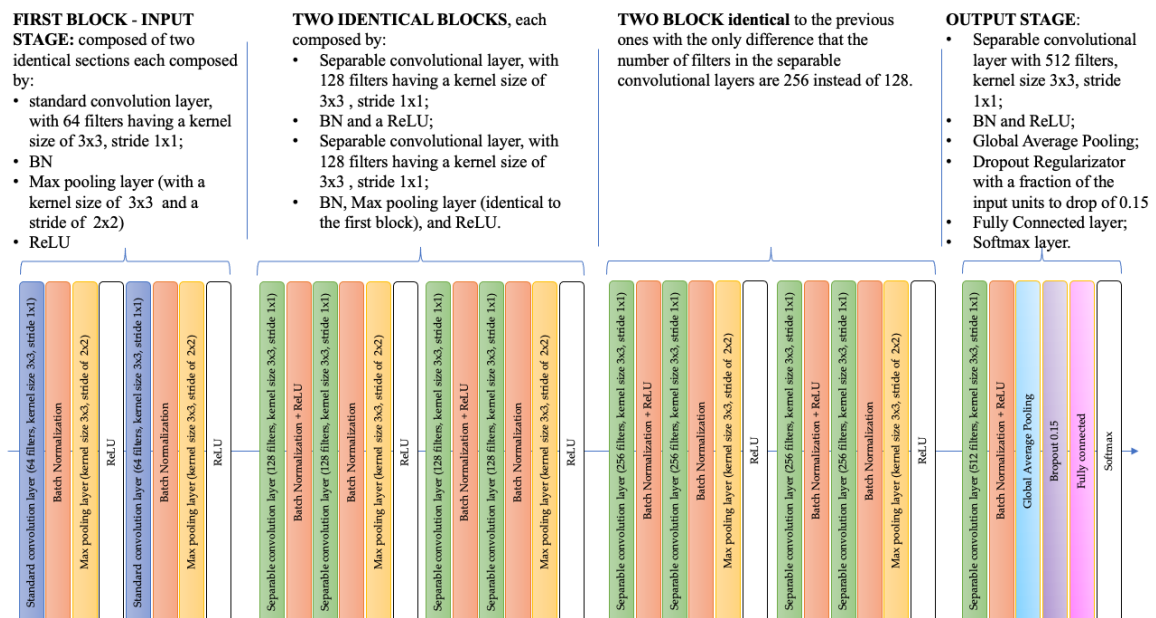 FIRST BLOCK - INPUT
STAGE: composed of two
identical sections each composed
by:
• standard convolution layer,
with 64 filters having a kernel
size of 3x3, stride 1x1;
• BN
• Max pooling layer (with a
kernel size of 3x3 and a
stride of 2x2)
• ReLU
TWO IDENTICAL BLOCKS, each
composed by:
• Separable convolutional layer, with
128 filters having a kernel size of
3x3 , stride 1x1;
• BN and a ReLU;
• Separable convolutional layer, with
128 filters having a kernel size of
3x3 , stride 1x1;
• BN, Max pooling layer (identical to
the first block), and ReLU.
TWO BLOCK identical to the previous
ones with the only difference that the
number of filters in the separable
convolutional layers are 256 instead of 128.
OUTPUT STAGE:
• Separable convolutional
layer with 512 filters,
kernel size 3x3, stride
1x1;
• BN and ReLU;
• Global Average Pooling;
• Dropout Regularizator
with a fraction of the
input units to drop of 0.15
• Fully Connected layer;
• Softmax layer.
Standard convolution layer (64 filters, kernel size 3x3, stride 1x1)
Batch Normalization
Max pooling layer (kernel size 3x3, stride of 2x2)
ReLU
Standard convolution layer (64 filters, kernel size 3x3, stride 1x1)
Batch Normalization
Max pooling layer (kernel size 3x3, stride of 2x2)
ReLU
Separable convolution layer (128 filters, kernel size 3x3, stride 1x1)
Batch Normalization + ReLU
Separable convolution layer (128 filters, kernel size 3x3, stride 1x1)
Batch Normalization
Max pooling layer (kernel size 3x3, stride of 2x2)
ReLU
Separable convolution layer (128 filters, kernel size 3x3, stride 1x1)
Batch Normalization + ReLU
Separable convolution layer (128 filters, kernel size 3x3, stride 1x1)
Batch Normalization
Max pooling layer (kernel size 3x3, stride of 2x2)
ReLU
Separable convolution layer (256 filters, kernel size 3x3, stride 1x1)
Batch Normalization + ReLU
Separable convolution layer (256 filters, kernel size 3x3, stride 1x1)
Batch Normalization
Max pooling layer (kernel size 3x3, stride of 2x2)
ReLU
Separable convolution layer (256 filters, kernel size 3x3, stride 1x1)
Batch Normalization + ReLU
Separable convolution layer (256 filters, kernel size 3x3, stride 1x1)
Batch Normalization
Max pooling layer (kernel size 3x3, stride of 2x2)
ReLU
Separable convolution layer (512 filters, kernel size 3x3, stride 1x1)
Batch Normalization + ReLU
Global Average Pooling
Bropout 0.15
Fully connected
Softmax